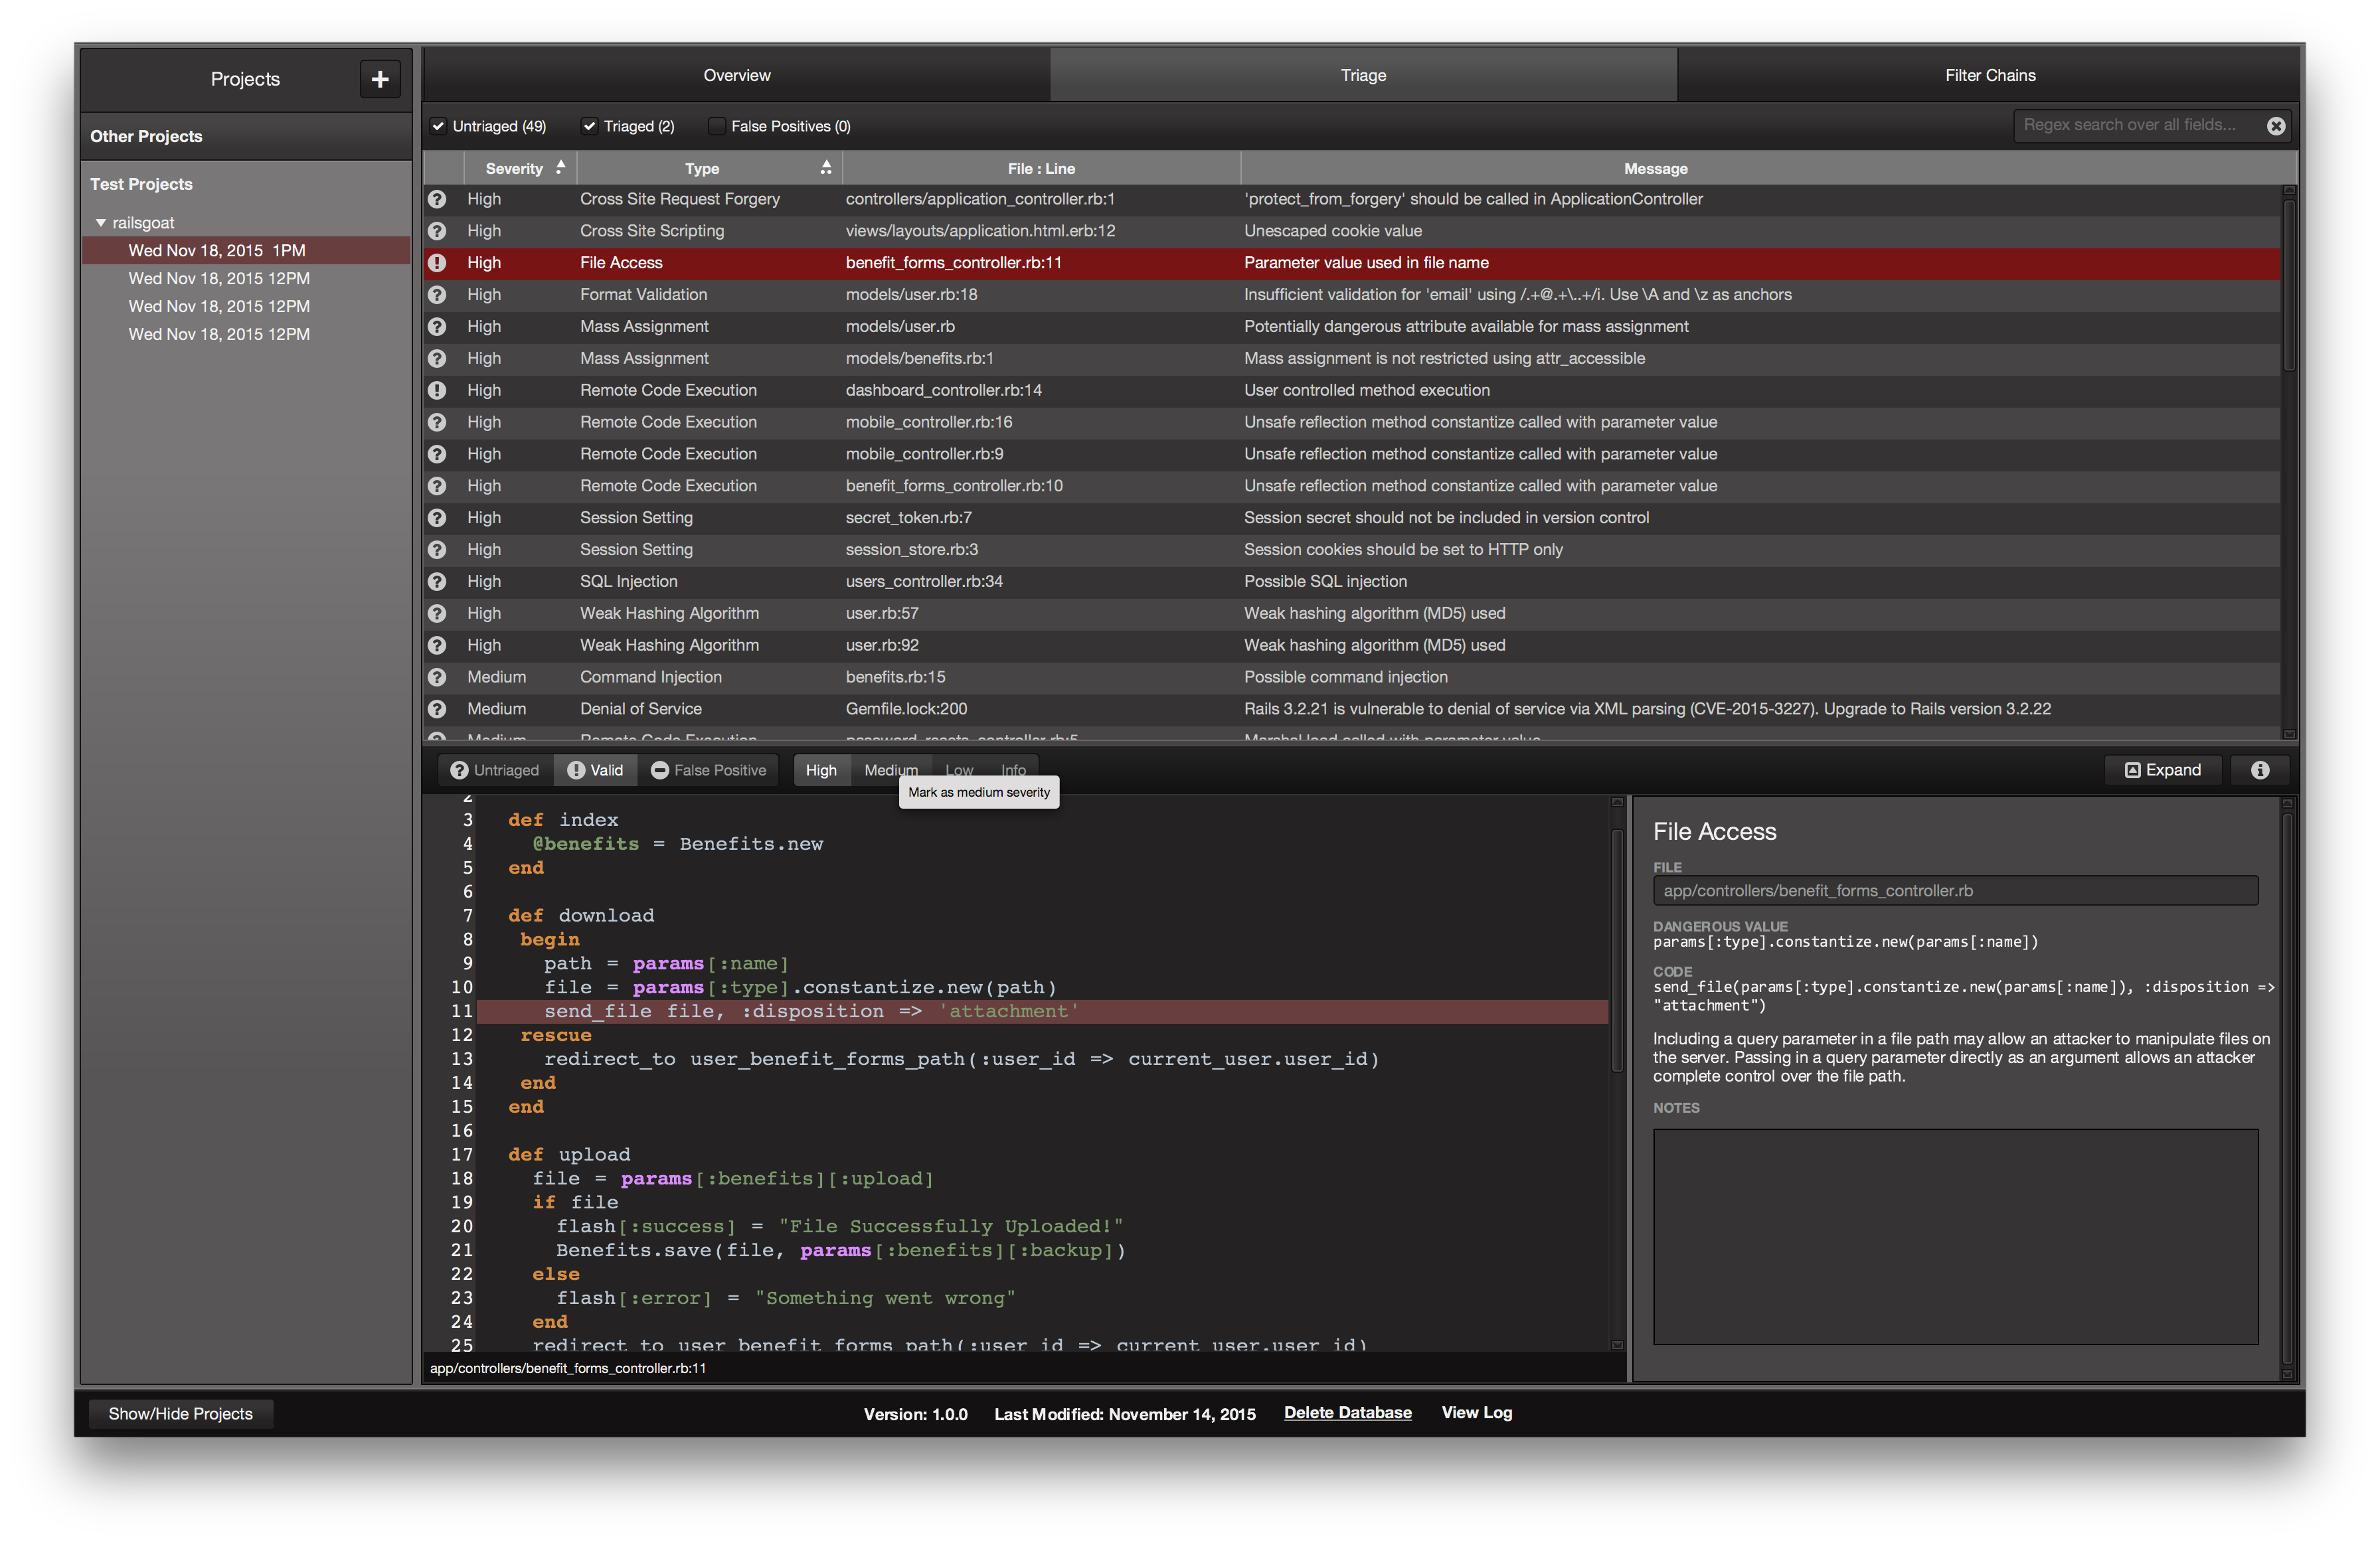 Projects
+
Other Projects
Test Projects
railsgoat
Wed Nov 18, 2015 1PM
Wed Nov 18, 2015 12PM
Wed Nov 18, 2015 12PM
Wed Nov 18, 2015 12PM
Overview Triage Filter Chains
Untriaged (49) Triaged (2) False Positives (0) Regex search over all fields...
Severity Type File : Line Message
High Cross Site Request Forgery controllers/application_controller.rb:1 'protect_from_forgery' should be called in ApplicationController
High Cross Site Scripting views/layouts/application.html.erb:12 Unescaped cookie value
High File Access benefit_forms_controller.rb:11 Parameter value used in file name
High Format Validation models/user.rb:18 Insufficient validation for 'email' using /.+@.+\..+/i. Use \A and \z as anchors
High Mass Assignment models/user.rb Potentially dangerous attribute available for mass assignment
High Mass Assignment models/benefits.rb:1 Mass assignment is not restricted using attr_accessible
High Remote Code Execution dashboard_controller.rb:14 User controlled method execution
High Remote Code Execution mobile_controller.rb:16 Unsafe reflection method constantize called with parameter value
High Remote Code Execution mobile_controller.rb:9 Unsafe reflection method constantize called with parameter value
High Remote Code Execution benefit_forms_controller.rb:10 Unsafe reflection method constantize called with parameter value
High Session Setting secret_token.rb:7 Session secret should not be included in version control
High Session Setting session_store.rb:3 Session cookies should be set to HTTP only
High SQL Injection users_controller.rb:34 Possible SQL injection
High Weak Hashing Algorithm user.rb:57 Weak hashing algorithm (MD5) used
High Weak Hashing Algorithm user.rb:92 Weak hashing algorithm (MD5) used
Medium Command Injection benefits.rb:15 Possible command injection
Medium Denial of Service Gemfile.lock:200 Rails 3.2.21 is vulnerable to denial of service via XML parsing (CVE-2015-3227). Upgrade to Rails version 3.2.22
Medium Remote Code Execution password_resets_controller.rb:5 Marshal.load called with parameter value
Untriaged Valid False Positive High Medium Low Info Expand
Mark as medium severity
2
3 def index
4 @benefits = Benefits.new
5 end
6
7 def download
8 begin
9 path = params[:name]
10 file = params[:type].constantize.new(path)
11 send_file file, :disposition => 'attachment'
12 rescue
13 redirect_to user_benefit_forms_path(:user_id => current_user.user_id)
14 end
15 end
16
17 def upload
18 file = params[:benefits][:upload]
19 if file
20 flash[:success] = "File Successfully Uploaded!"
21 Benefits.save(file, params[:benefits][:backup])
22 else
23 flash[:error] = "Something went wrong"
24 end
25 redirect_to user_benefit_forms_path(:user_id => current_user.user_id)
app/controllers/benefit_forms_controller.rb:11
File Access
FILE
app/controllers/benefit_forms_controller.rb
DANGEROUS VALUE
params[:type].constantize.new(params[:name])
CODE
send_file(params[:type].constantize.new(params[:name]), :disposition =>
"attachment")
Including a query parameter in a file path may allow an attacker to manipulate files on
the server. Passing in a query parameter directly as an argument allows an attacker
complete control over the file path.
NOTES
Show/Hide Projects Version: 1.0.0 Last Modified: November 14, 2015 Delete Database View Log